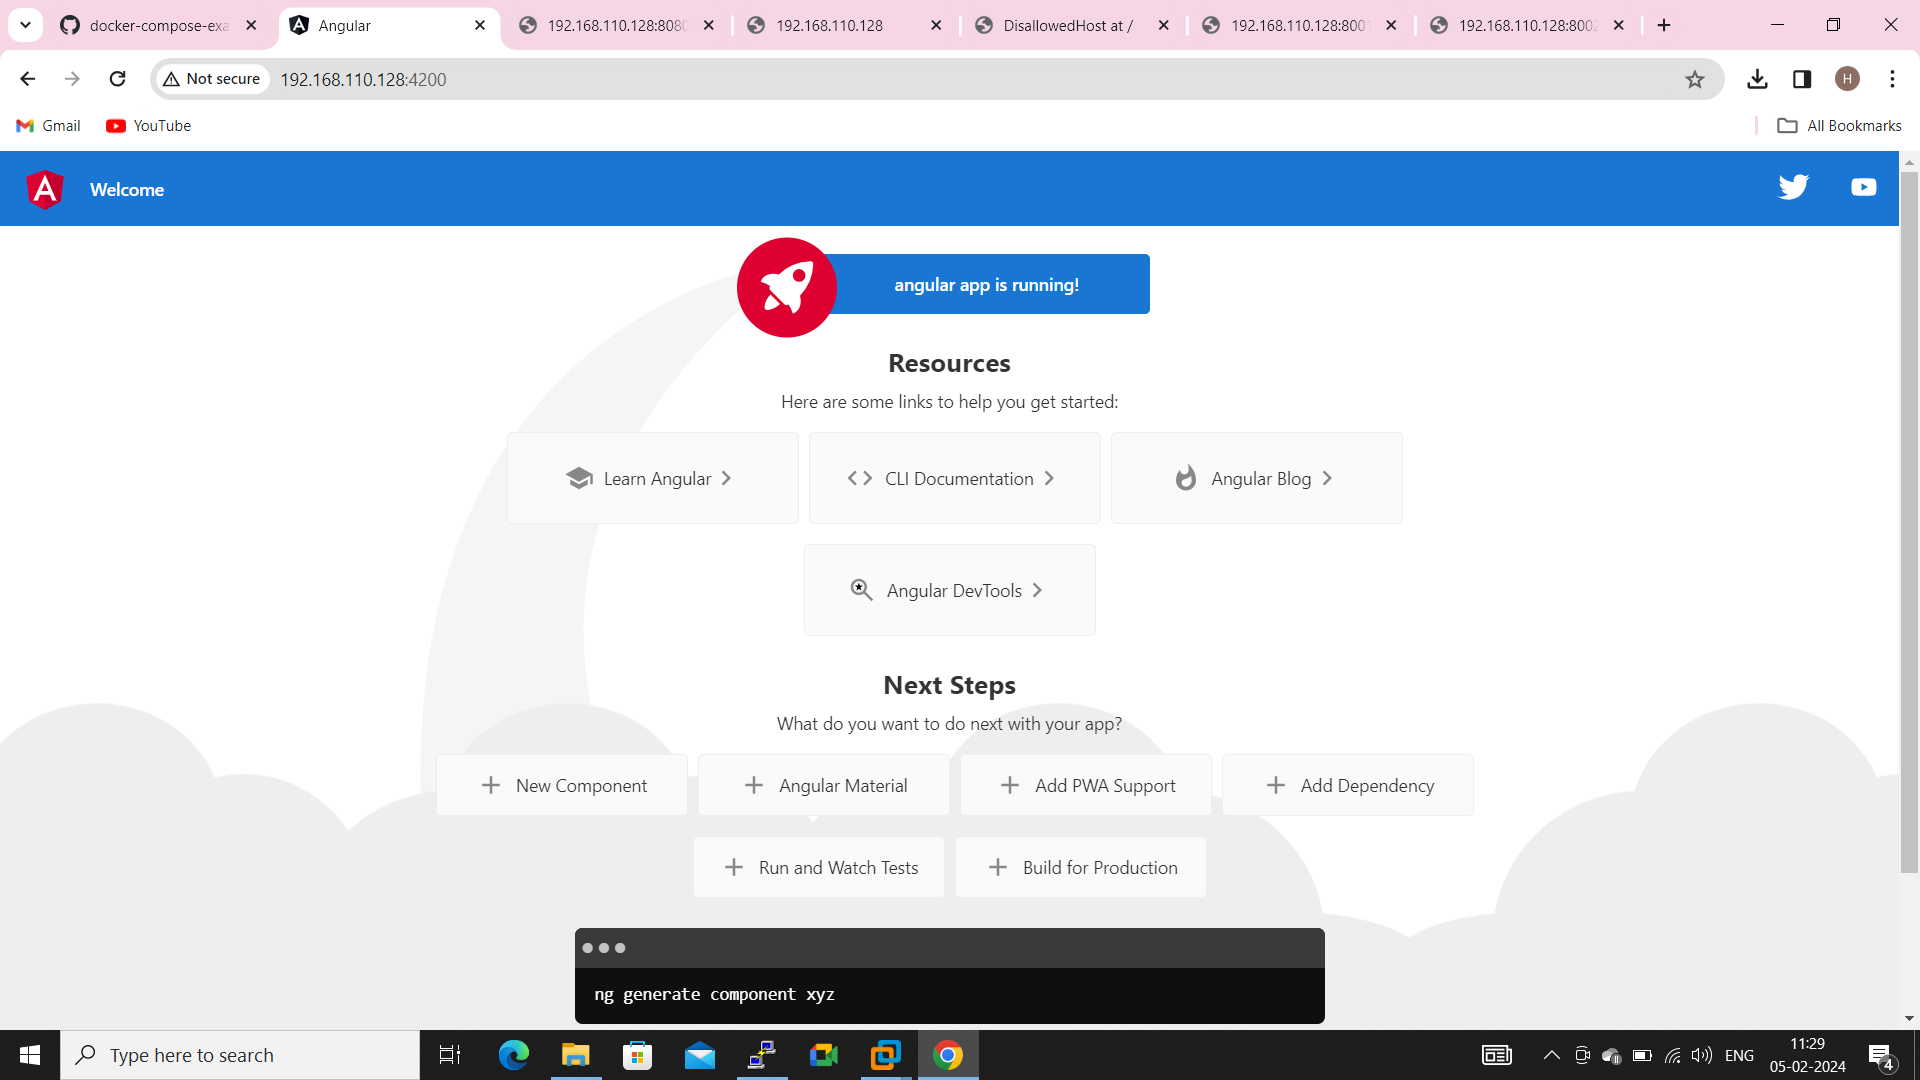 docker-compose-exa
Angular
192.168.110.128:8080
192.168.110.128
DisallowedHost at /
192.168.110.128:8001
192.168.110.128:8002
Not secure
192.168.110.128:4200
H
Gmail
YouTube
All Bookmarks
A
Welcome
angular app is running!
Resources
Here are some links to help you get started:
Learn Angular
CLI Documentation
Angular Blog
Angular DevTools
Next Steps
What do you want to do next with your app?
New Component
Angular Material
Add PWA Support
Add Dependency
Run and Watch Tests
Build for Production
ng generate component xyz
Type here to search
ENG
11:29
05-02-2024
4